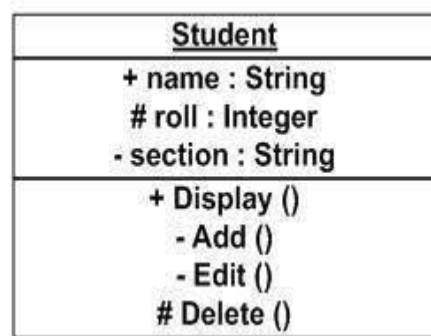 Student
+ name : String
# roll : Integer
- section : String
+ Display ()
- Add ()
- Edit ()
# Delete ()